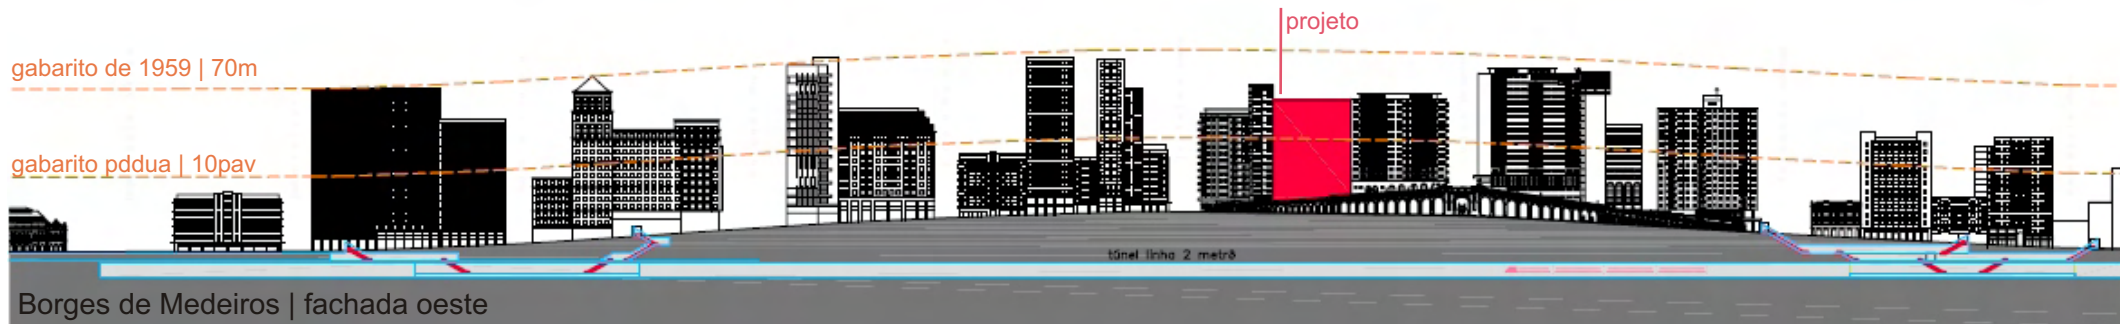 projeto
gabarito de 1959 | 70m
gabarito pddua | 10pav
túnel linha 2 metrô
Borges de Medeiros | fachada oeste